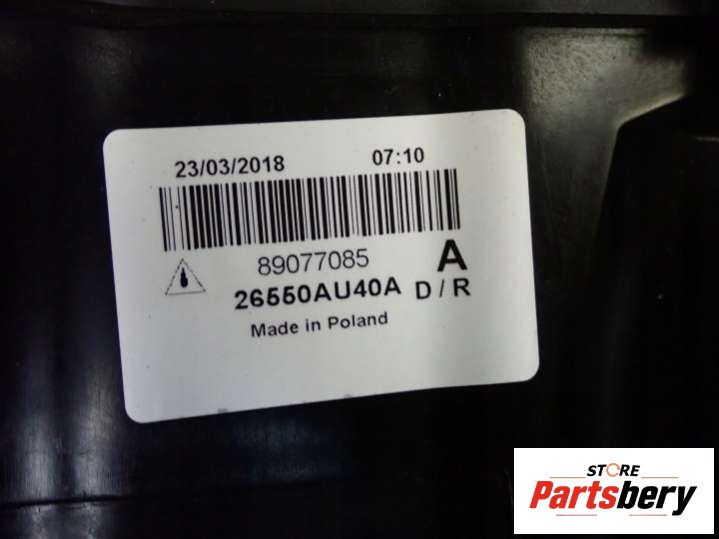 23/03/2018 07:10
89077085 A
26550AU40A D / R
Made in Poland
STORE
Partsbery